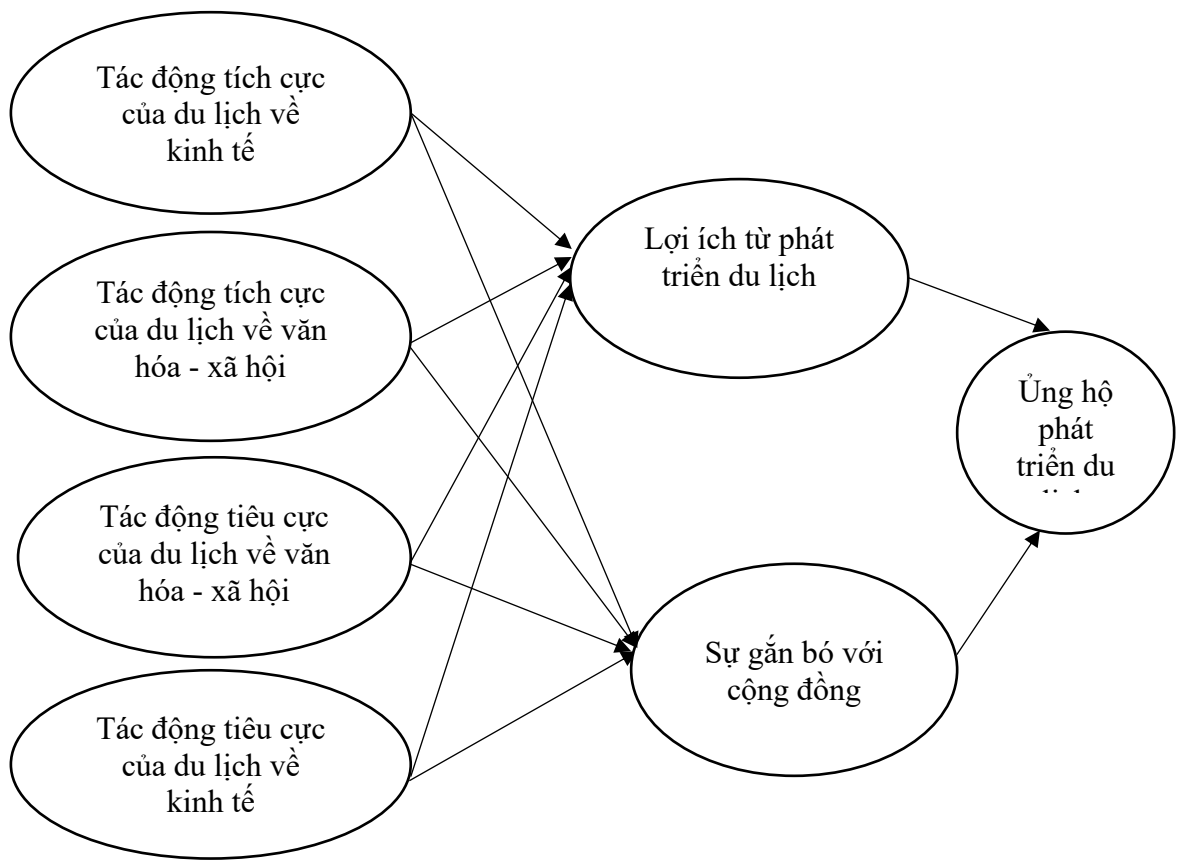 Tác động tích cực
của du lịch về
kinh tế
Tác động tích cực
của du lịch về văn
hóa - xã hội
Tác động tiêu cực
của du lịch về văn
hóa - xã hội
Tác động tiêu cực
của du lịch về
kinh tế
Lợi ích từ phát
triển du lịch
Sự gắn bó với
cộng đồng
Ủng hộ
phát
triển du